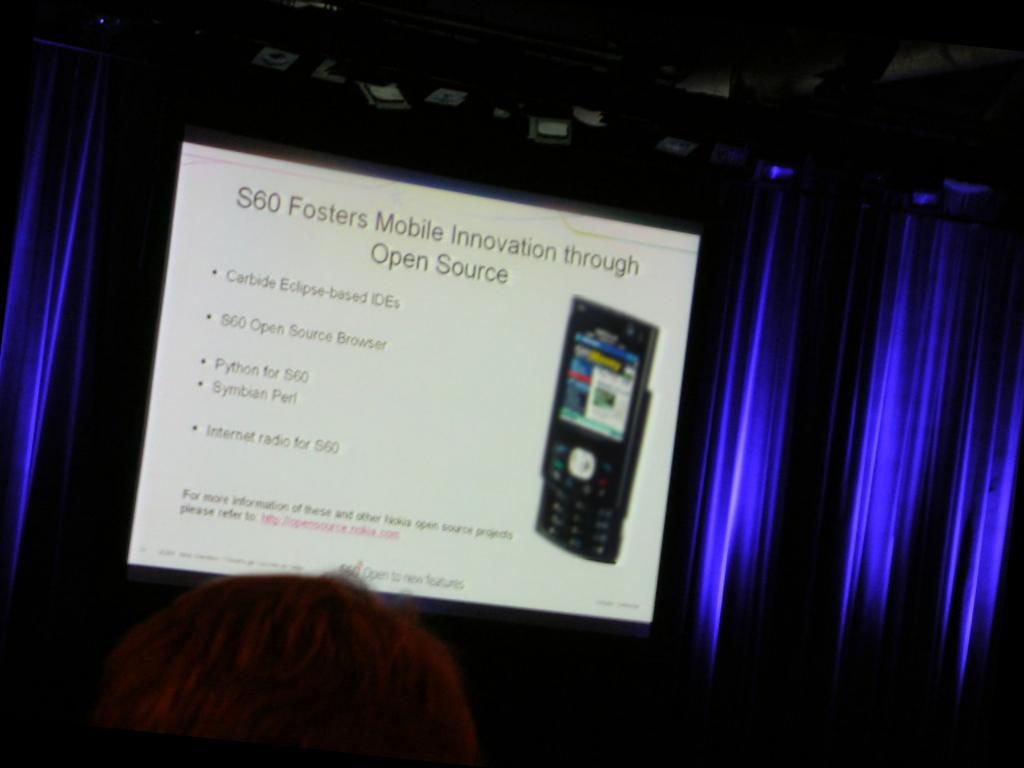 S60 Fosters Mobile Innovation through
Open Source
• Carbide Eclipse-based IDEs
• S60 Open Source Browser
• Python for S60
• Symbian Perl
• Internet radio for S60
For more information of these and other Nokia open source projects
please refer to: http://opensource.nokia.com
S60 Open to new features